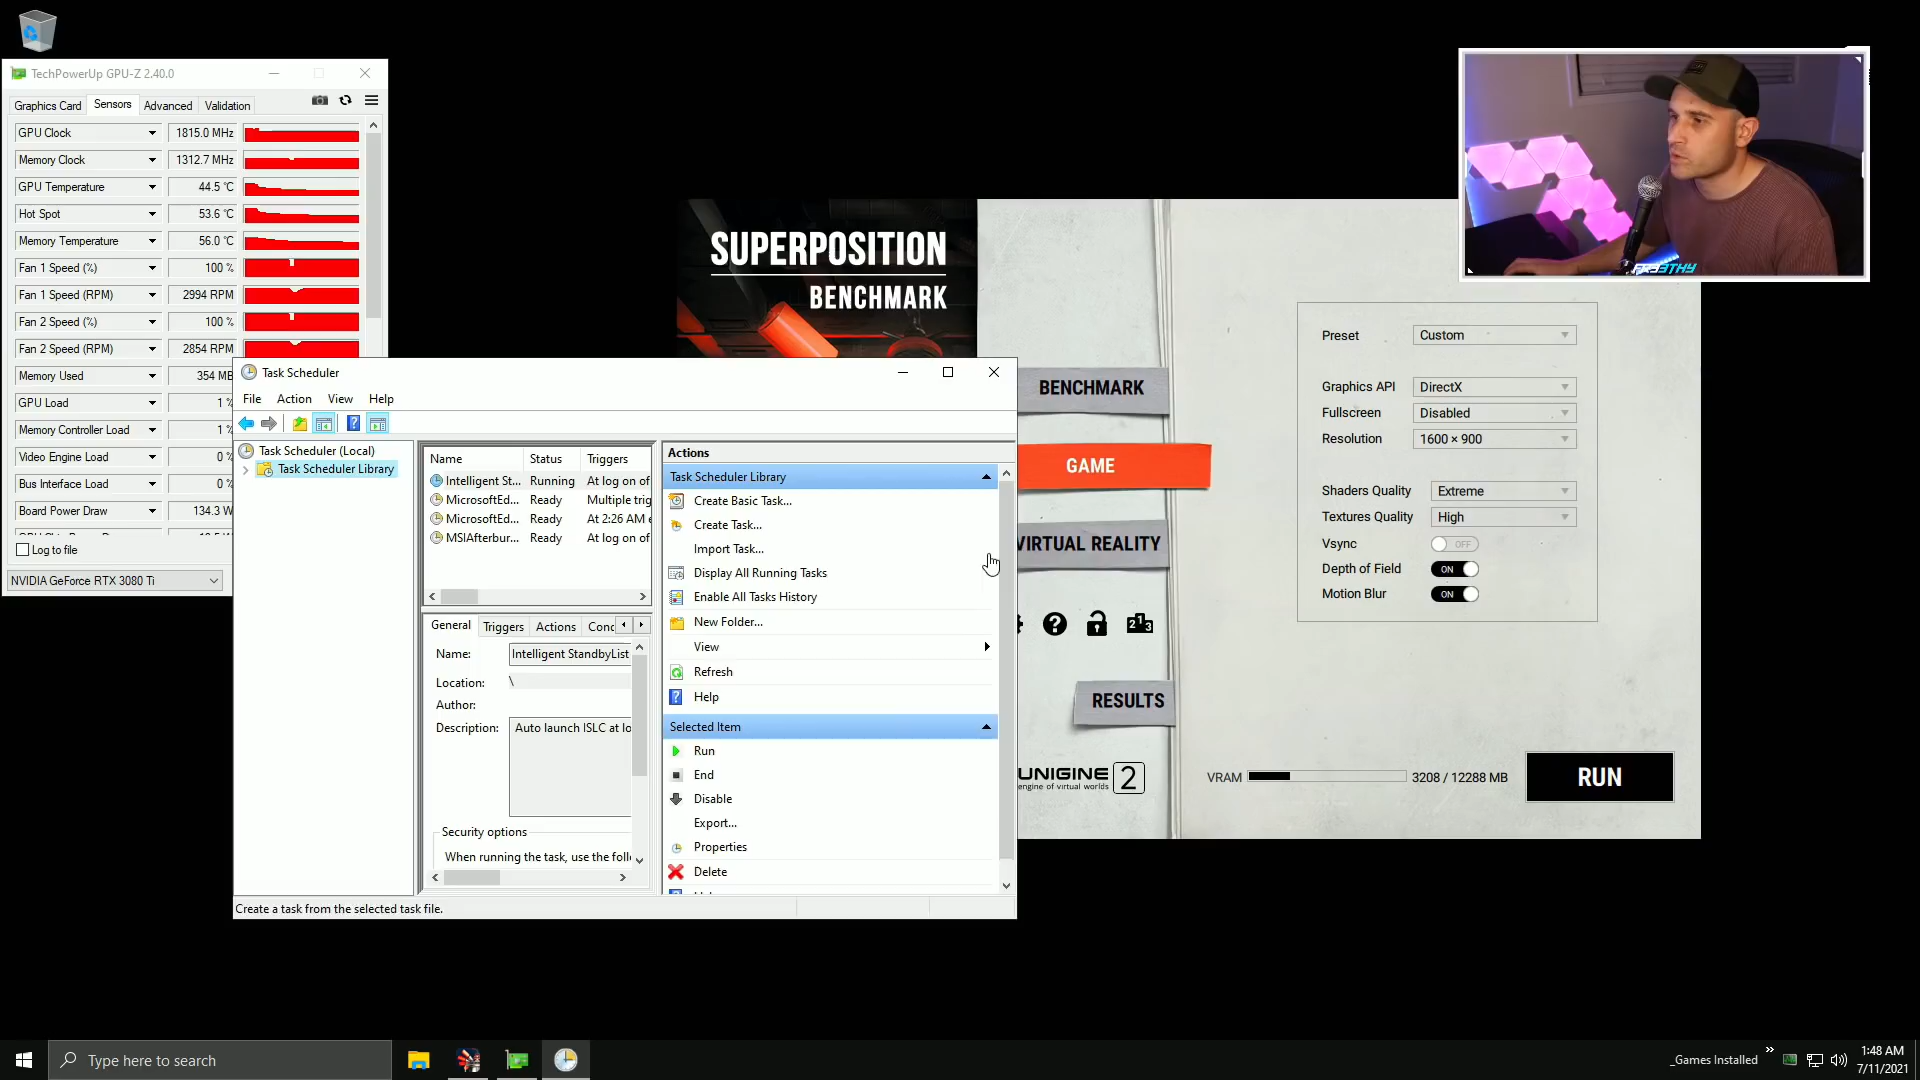 TechPowerUp GPU-Z 2.40.0
Graphics Card
Sensors
Advanced
Validation
GPU Clock
1815.0 MHz
Memory Clock
1312.7 MHz
GPU Temperature
44.5 °C
Hot Spot
53.6 °C
Memory Temperature
56.0 °C
Fan 1 Speed (%)
100 %
Fan 1 Speed (RPM)
2994 RPM
Fan 2 Speed (%)
100 %
Fan 2 Speed (RPM)
2854 RPM
Memory Used
354 MB
GPU Load
1 %
Memory Controller Load
1 %
Video Engine Load
0 %
Bus Interface Load
0 %
Board Power Draw
134.3 W
Log to file
NVIDIA GeForce RTX 3080 Ti
Task Scheduler
File
Action
View
Help
Task Scheduler (Local)
Task Scheduler Library
Name
Status
Triggers
Intelligent St...
Running
At log on of
MicrosoftEd...
Ready
Multiple trig
MicrosoftEd...
Ready
At 2:26 AM e
MSIAfterbur...
Ready
At log on of
General
Triggers
Actions
Conc
Name:
Intelligent StandbyList
Location:
\
Author:
Description:
Auto launch ISLC at lo
Security options
When running the task, use the follo
Actions
Task Scheduler Library
Create Basic Task...
Create Task...
Import Task...
Display All Running Tasks
Enable All Tasks History
New Folder...
View
Refresh
Help
Selected Item
Run
End
Disable
Export...
Properties
Delete
Create a task from the selected task file.
SUPERPOSITION
BENCHMARK
BENCHMARK
GAME
VIRTUAL REALITY
RESULTS
UNIGINE 2
engine of virtual worlds
Preset
Custom
Graphics API
DirectX
Fullscreen
Disabled
Resolution
1600 × 900
Shaders Quality
Extreme
Textures Quality
High
Vsync
OFF
Depth of Field
ON
Motion Blur
ON
VRAM
3208 / 12288 MB
RUN
FR33THY
Type here to search
_Games Installed
1:48 AM
7/11/2021